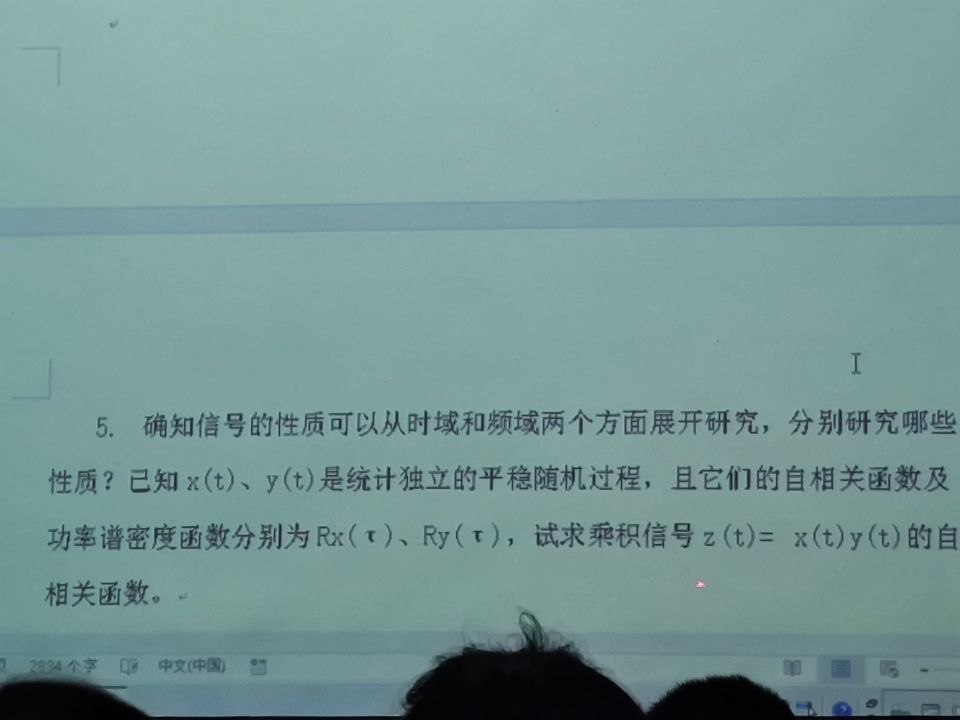 5. 确知信号的性质可以从时域和频域两个方面展开研究，分别研究哪些
性质？已知 x(t)、y(t)是统计独立的平稳随机过程，且它们的自相关函数及
功率谱密度函数分别为 Rx(τ)、Ry(τ)，试求乘积信号 z(t)= x(t)y(t)的自
相关函数。
2834 个字 中文(中国)